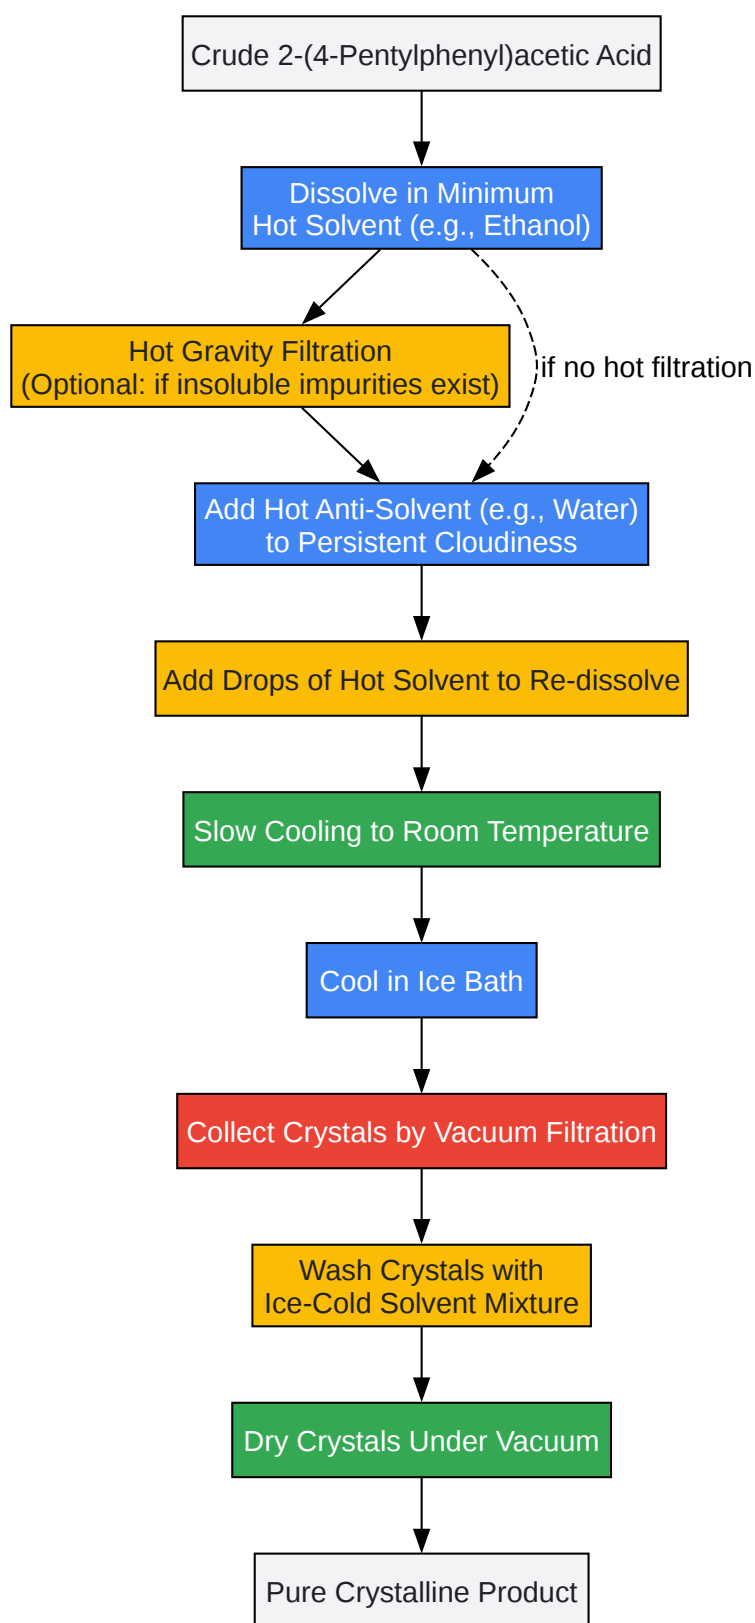 Crude 2-(4-Pentylphenyl)acetic Acid
Dissolve in Minimum
Hot Solvent (e.g., Ethanol)
Hot Gravity Filtration
(Optional: if insoluble impurities exist)
if no hot filtration
Add Hot Anti-Solvent (e.g., Water)
to Persistent Cloudiness
Add Drops of Hot Solvent to Re-dissolve
Slow Cooling to Room Temperature
Cool in Ice Bath
Collect Crystals by Vacuum Filtration
Wash Crystals with
Ice-Cold Solvent Mixture
Dry Crystals Under Vacuum
Pure Crystalline Product